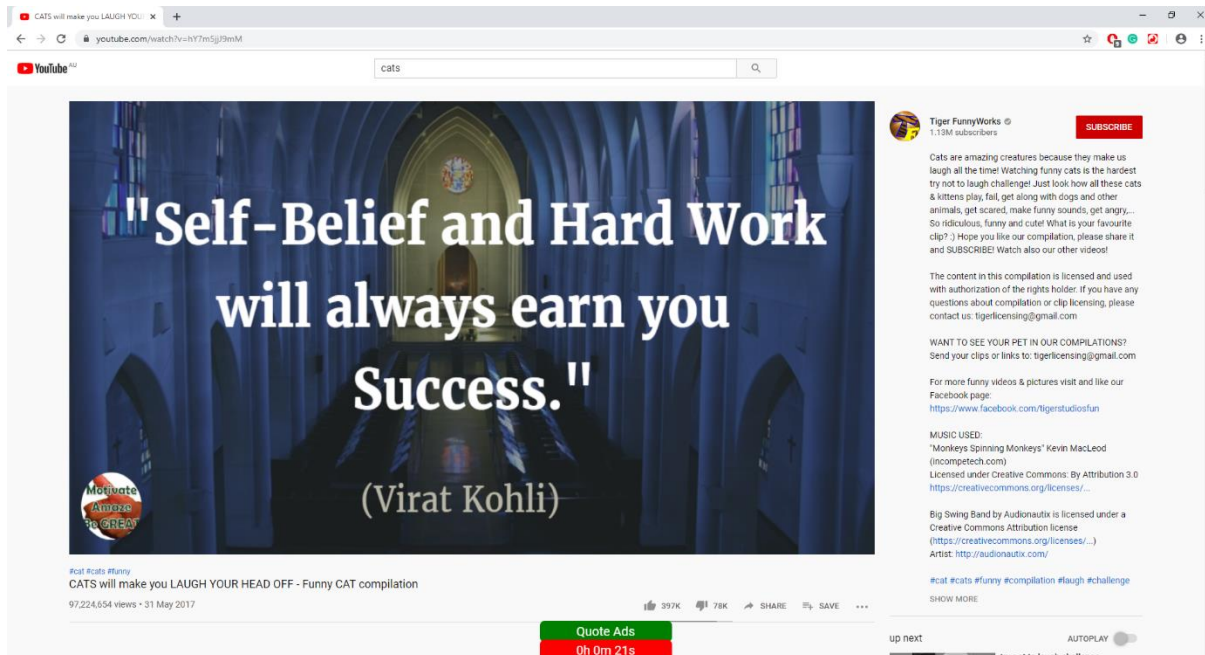 CATS will make you LAUGH YOU
youtube.com/watch?v=hY7m5jjJ9mM
YouTube AU
cats
"Self-Belief and Hard Work
will always earn you
Success."
(Virat Kohli)
Motivate
Amaze
Be GREAT
#cat #cats #funny
CATS will make you LAUGH YOUR HEAD OFF - Funny CAT compilation
97,224,654 views • 31 May 2017
397K 78K SHARE SAVE
Quote Ads
0h 0m 21s
Tiger FunnyWorks
1.13M subscribers
SUBSCRIBE
Cats are amazing creatures because they make us
laugh all the time! Watching funny cats is the hardest
try not to laugh challenge! Just look how all these cats
& kittens play, fail, get along with dogs and other
animals, get scared, make funny sounds, get angry,...
So ridiculous, funny and cute! What is your favourite
clip? :) Hope you like our compilation, please share it
and SUBSCRIBE! Watch also our other videos!
The content in this compilation is licensed and used
with authorization of the rights holder. If you have any
questions about compilation or clip licensing, please
contact us: tigerlicensing@gmail.com
WANT TO SEE YOUR PET IN OUR COMPILATIONS?
Send your clips or links to: tigerlicensing@gmail.com
For more funny videos & pictures visit and like our
Facebook page:
https://www.facebook.com/tigerstudiosfun
MUSIC USED:
"Monkeys Spinning Monkeys" Kevin MacLeod
(incompetech.com)
Licensed under Creative Commons: By Attribution 3.0
https://creativecommons.org/licenses/...
Big Swing Band by Audionautix is licensed under a
Creative Commons Attribution license
(https://creativecommons.org/licenses/...)
Artist: http://audionautix.com/
#cat #cats #funny #compilation #laugh #challenge
SHOW MORE
up next
AUTOPLAY